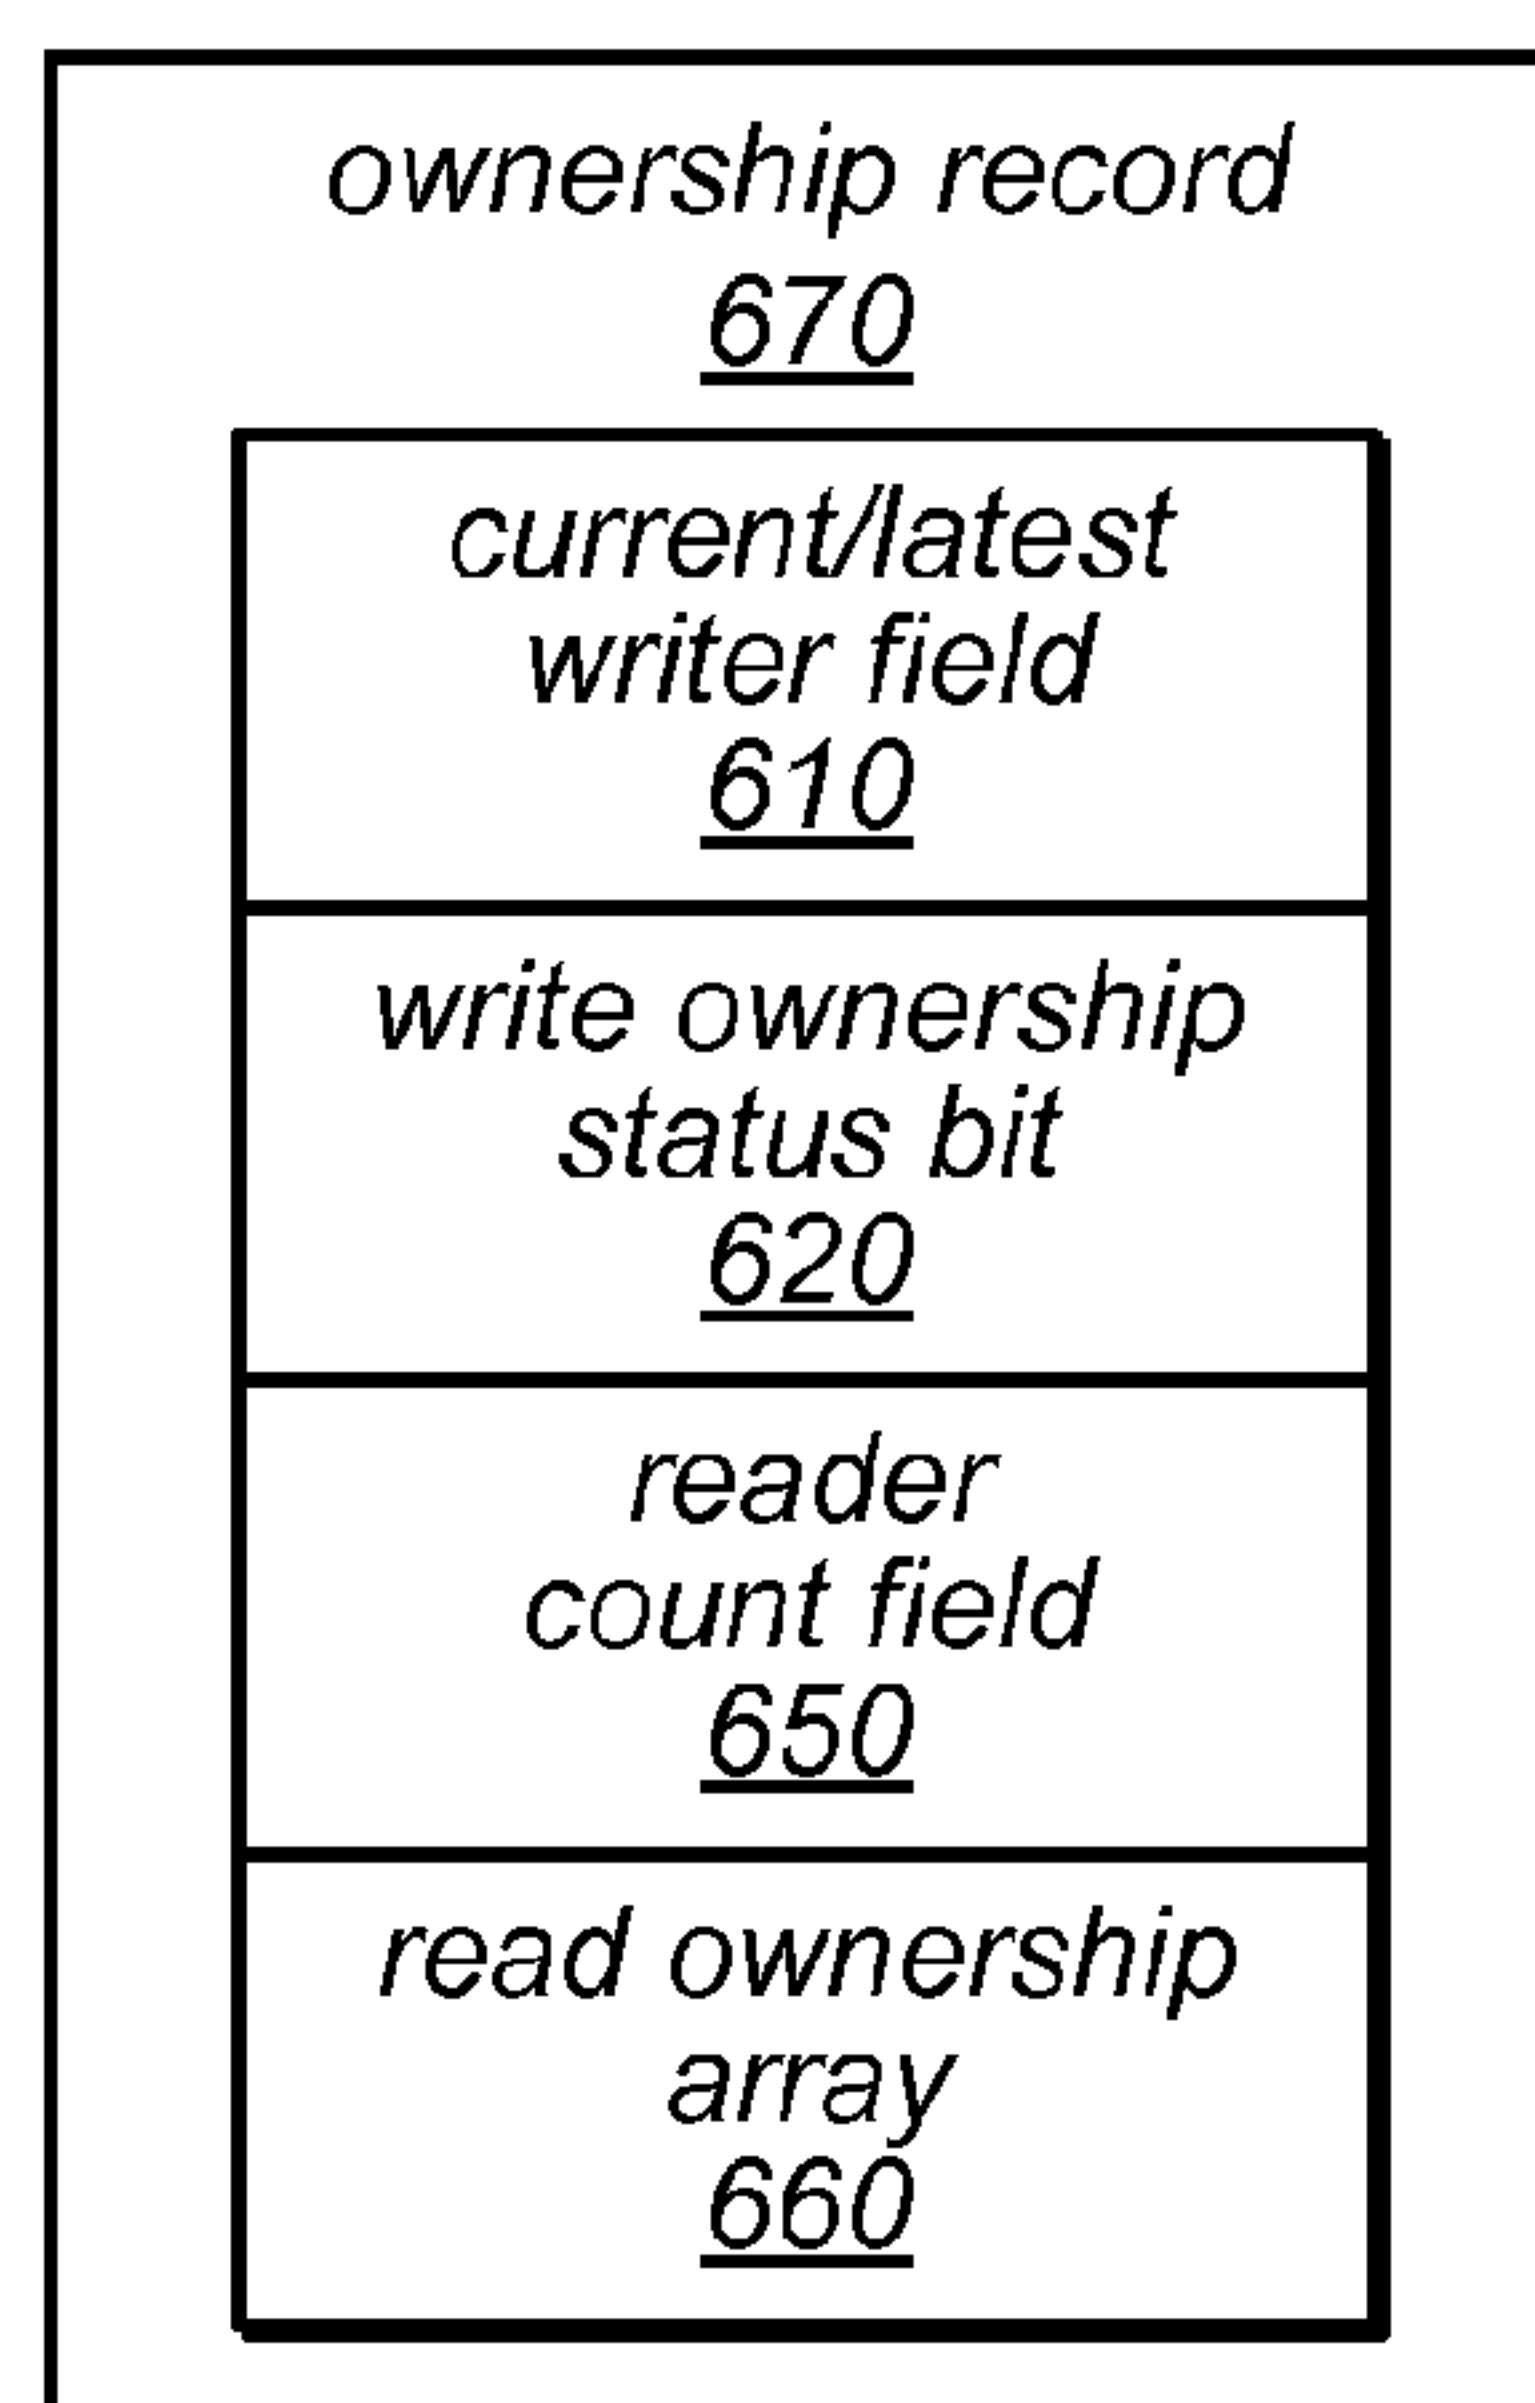 ownership record
670
current/latest
writer field
610
write ownership
status bit
620
reader
count field
650
read ownership
array
660